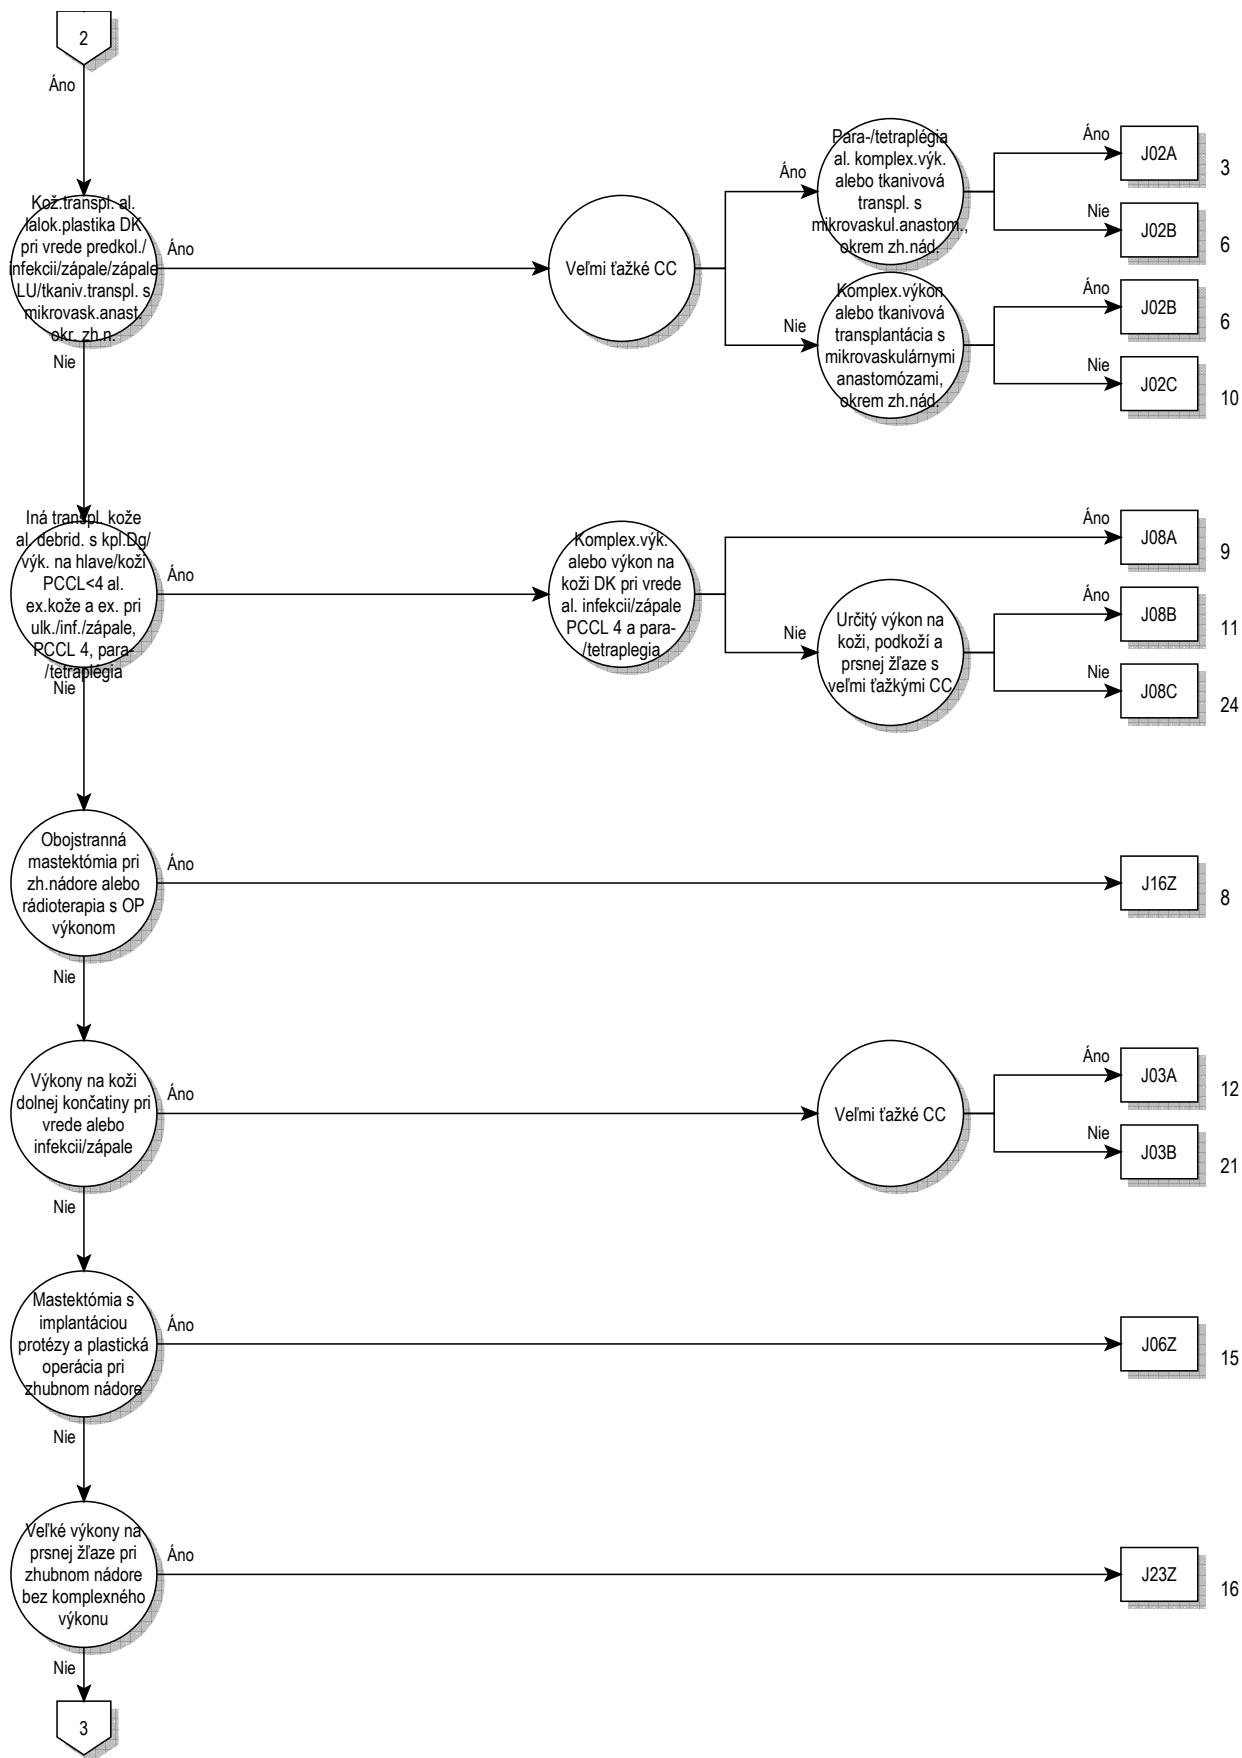 2
Áno
Kož.transpl. al.
lalok.plastika DK
pri vrede predkol./
infekcii/zápale/zápale
LU/tkaniv.transpl. s
mikrovask.anast.
okr. zh.n.
Áno
Nie
Veľmi ťažké CC
Áno
Nie
Para-/tetraplégia
al. komplex.výk.
alebo tkanivová
transpl. s
mikrovaskul.anastom.,
okrem zh.nád.
Áno
J02A
3
Nie
J02B
6
Komplex.výkon
alebo tkanivová
transplantácia s
mikrovaskulárnymi
anastomózami,
okrem zh.nád.
Áno
J02B
6
Nie
J02C
10
Iná transpl. kože
al. debrid. s kpl.Dg/
výk. na hlave/koži
PCCL<4 al.
ex.kože a ex. pri
ulk./inf./zápale,
PCCL 4, para-
/tetraplégia
Áno
Nie
Komplex.výk.
alebo výkon na
koži DK pri vrede
al. infekcii/zápale
PCCL 4 a para-
/tetraplegia
Áno
J08A
9
Nie
Určitý výkon na
koži, podkoží a
prsnej žľaze s
veľmi ťažkými CC
Áno
J08B
11
Nie
J08C
24
Obojstranná
mastektómia pri
zh.nádore alebo
rádioterapia s OP
výkonom
Áno
J16Z
8
Nie
Výkony na koži
dolnej končatiny pri
vrede alebo
infekcii/zápale
Áno
Veľmi ťažké CC
Áno
J03A
12
Nie
J03B
21
Nie
Mastektómia s
implantáciou
protézy a plastická
operácia pri
zhubnom nádore
Áno
J06Z
15
Nie
Veľké výkony na
prsnej žľaze pri
zhubnom nádore
bez komplexného
výkonu
Áno
J23Z
16
Nie
3